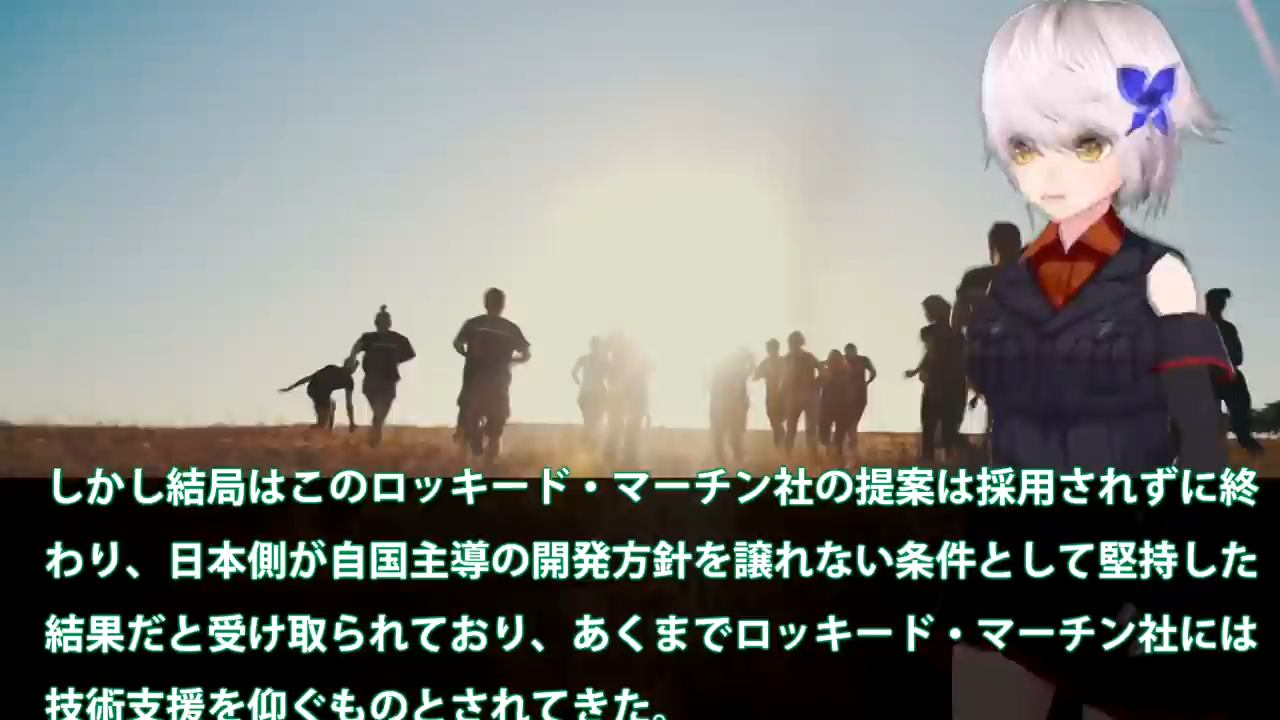 しかし結局はこのロッキード・マーチン社の提案は採用されずに終
わり、日本側が自国主導の開発方針を譲れない条件として堅持した
結果だと受け取られており、あくまでロッキード・マーチン社には
技術支援を仰ぐものとされてきた。